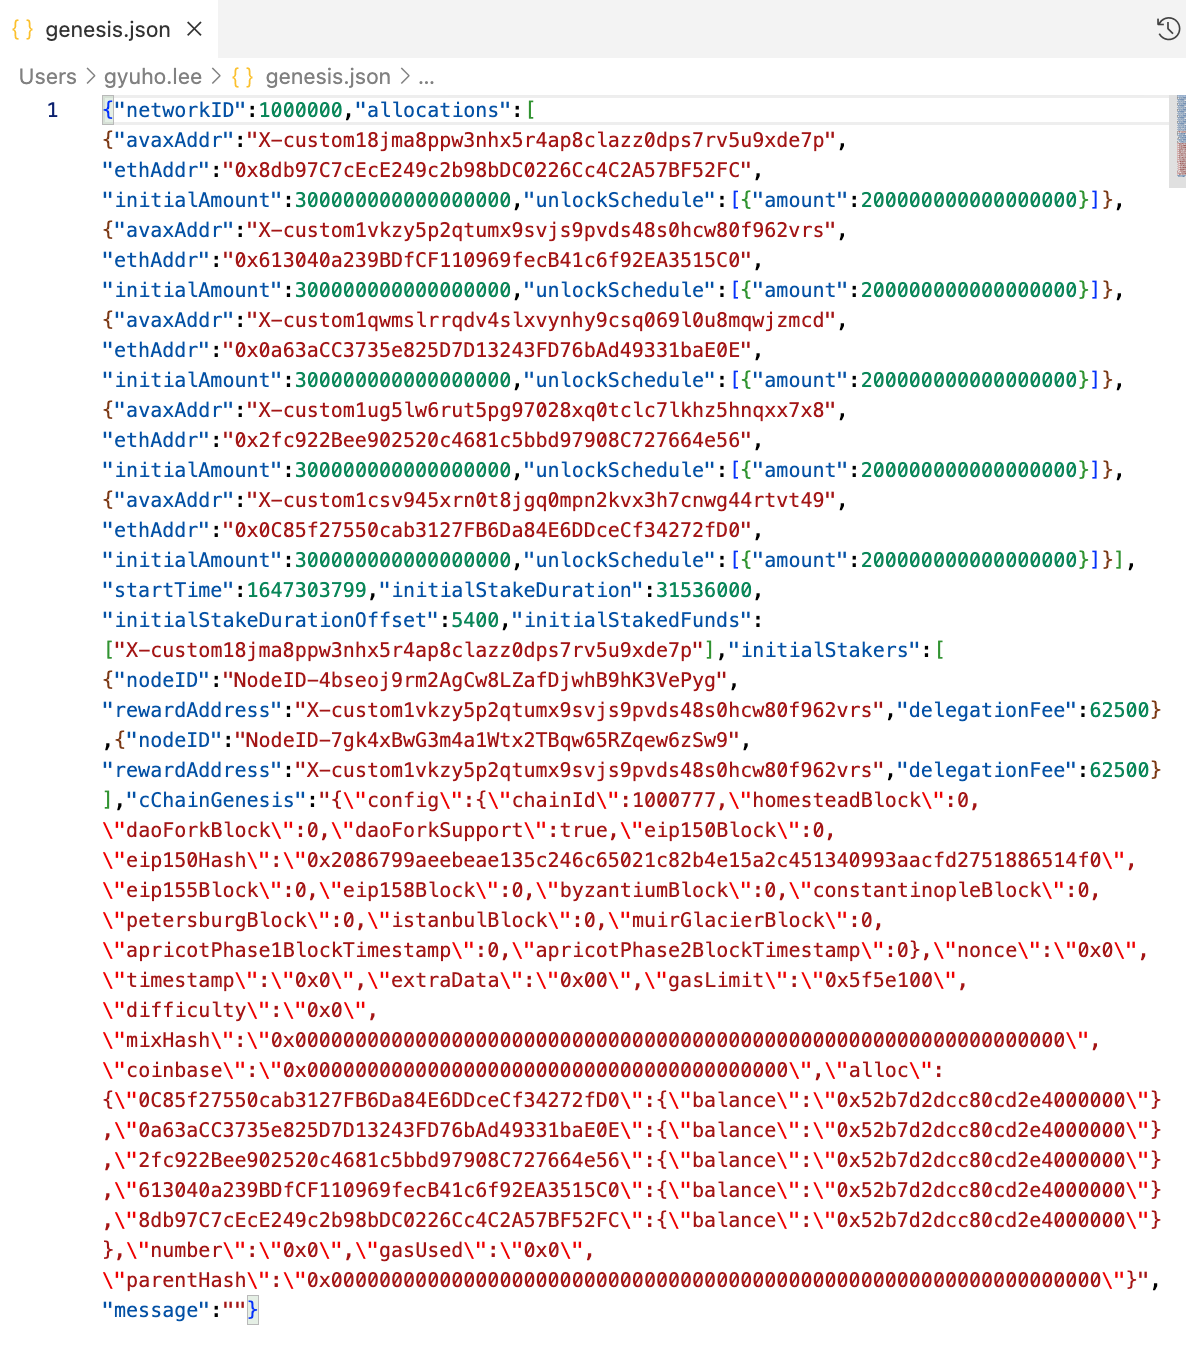 {} genesis.json ×
Users > gyuho.lee > {} genesis.json > ...
1 {"networkID":1000000,"allocations":[
{"avaxAddr":"X-custom18jma8ppw3nhx5r4ap8clazz0dps7rv5u9xde7p",
"ethAddr":"0x8db97C7cEcE249c2b98bDC0226Cc4C2A57BF52FC",
"initialAmount":300000000000000000,"unlockSchedule":[{"amount":200000000000000000}]},
{"avaxAddr":"X-custom1vkzy5p2qtumx9svjs9pvds48s0hcw80f962vrs",
"ethAddr":"0x613040a239BDfCF110969fecB41c6f92EA3515C0",
"initialAmount":300000000000000000,"unlockSchedule":[{"amount":200000000000000000}]},
{"avaxAddr":"X-custom1qwmslrrqdv4slxvynhy9csq069l0u8mqwjzmcd",
"ethAddr":"0x0a63aCC3735e825D7D13243FD76bAd49331baE0E",
"initialAmount":300000000000000000,"unlockSchedule":[{"amount":200000000000000000}]},
{"avaxAddr":"X-custom1ug5lw6rut5pg97028xq0tclc7lkhz5hnqxx7x8",
"ethAddr":"0x2fc922Bee902520c4681c5bbd97908C727664e56",
"initialAmount":300000000000000000,"unlockSchedule":[{"amount":200000000000000000}]},
{"avaxAddr":"X-custom1csv945xrn0t8jgq0mpn2kvx3h7cnwg44rtvt49",
"ethAddr":"0x0C85f27550cab3127FB6Da84E6DDceCf34272fD0",
"initialAmount":300000000000000000,"unlockSchedule":[{"amount":200000000000000000}]}],
"startTime":1647303799,"initialStakeDuration":31536000,
"initialStakeDurationOffset":5400,"initialStakedFunds":
["X-custom18jma8ppw3nhx5r4ap8clazz0dps7rv5u9xde7p"],"initialStakers":[
{"nodeID":"NodeID-4bseoj9rm2AgCw8LZafDjwhB9hK3VePyg",
"rewardAddress":"X-custom1vkzy5p2qtumx9svjs9pvds48s0hcw80f962vrs","delegationFee":62500}
,{"nodeID":"NodeID-7gk4xBwG3m4a1Wtx2TBqw65RZqew6zSw9",
"rewardAddress":"X-custom1vkzy5p2qtumx9svjs9pvds48s0hcw80f962vrs","delegationFee":62500}
],"cChainGenesis":"{\"config\":{\"chainId\":1000777,\"homesteadBlock\":0,
\"daoForkBlock\":0,\"daoForkSupport\":true,\"eip150Block\":0,
\"eip150Hash\":\"0x2086799aeebeae135c246c65021c82b4e15a2c451340993aacfd2751886514f0\",
\"eip155Block\":0,\"eip158Block\":0,\"byzantiumBlock\":0,\"constantinopleBlock\":0,
\"petersburgBlock\":0,\"istanbulBlock\":0,\"muirGlacierBlock\":0,
\"apricotPhase1BlockTimestamp\":0,\"apricotPhase2BlockTimestamp\":0},\"nonce\":\"0x0\",
\"timestamp\":\"0x0\",\"extraData\":\"0x00\",\"gasLimit\":\"0x5f5e100\",
\"difficulty\":\"0x0\",
\"mixHash\":\"0x0000000000000000000000000000000000000000000000000000000000000000\",
\"coinbase\":\"0x0000000000000000000000000000000000000000\",\"alloc\":
{\"0C85f27550cab3127FB6Da84E6DDceCf34272fD0\":{\"balance\":\"0x52b7d2dcc80cd2e4000000\"}
,\"0a63aCC3735e825D7D13243FD76bAd49331baE0E\":{\"balance\":\"0x52b7d2dcc80cd2e4000000\"}
,\"2fc922Bee902520c4681c5bbd97908C727664e56\":{\"balance\":\"0x52b7d2dcc80cd2e4000000\"}
,\"613040a239BDfCF110969fecB41c6f92EA3515C0\":{\"balance\":\"0x52b7d2dcc80cd2e4000000\"}
,\"8db97C7cEcE249c2b98bDC0226Cc4C2A57BF52FC\":{\"balance\":\"0x52b7d2dcc80cd2e4000000\"}
},\"number\":\"0x0\",\"gasUsed\":\"0x0\",
\"parentHash\":\"0x0000000000000000000000000000000000000000000000000000000000000000\"}",
"message":""}